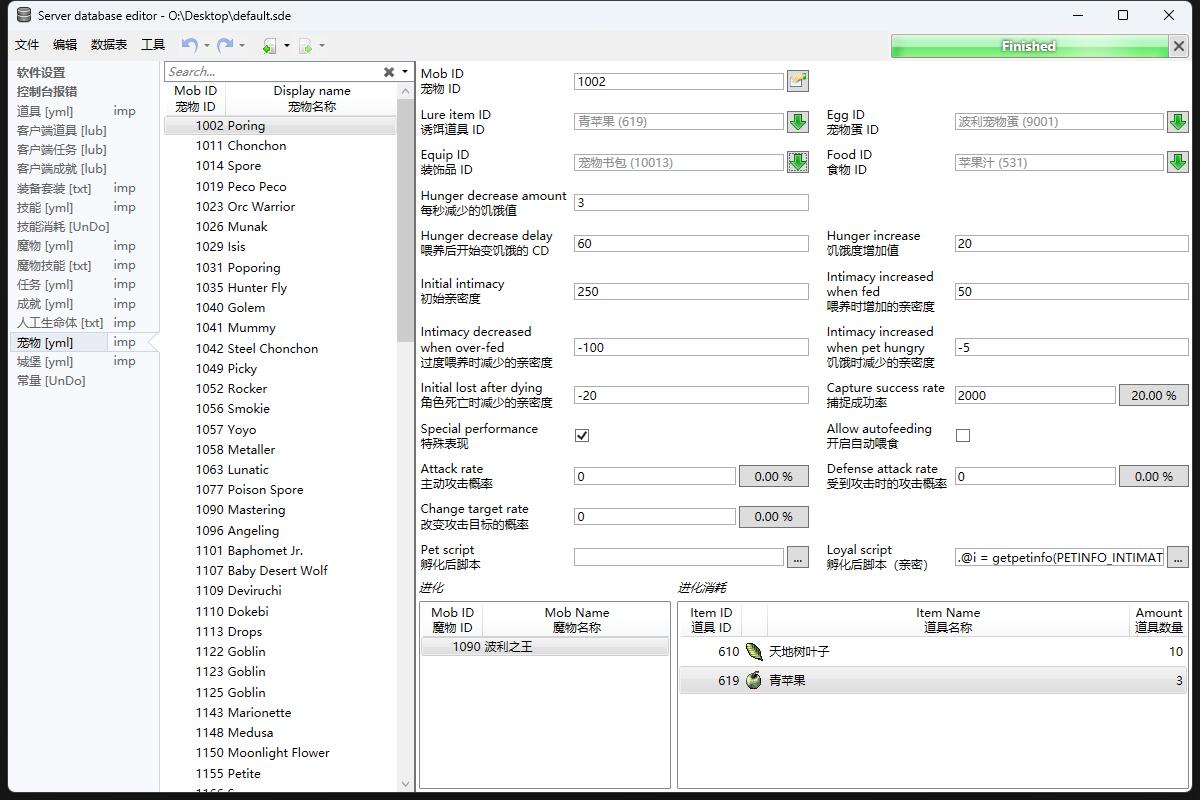 Server database editor - O:\Desktop\default.sde
文件 编辑 数据表 工具
Finished
软件设置
控制台报错
道具 [yml] imp
客户端道具 [lub]
客户端任务 [lub]
客户端成就 [lub]
装备套装 [txt] imp
技能 [yml] imp
技能消耗 [UnDo]
魔物 [yml] imp
魔物技能 [txt] imp
任务 [yml] imp
成就 [yml] imp
人工生命体 [txt] imp
宠物 [yml] imp
城堡 [yml] imp
常量 [UnDo]
Search...
Mob ID Display name
宠物 ID 宠物名称
1002 Poring
1011 Chonchon
1014 Spore
1019 Peco Peco
1023 Orc Warrior
1026 Munak
1029 Isis
1031 Poporing
1035 Hunter Fly
1040 Golem
1041 Mummy
1042 Steel Chonchon
1049 Picky
1052 Rocker
1056 Smokie
1057 Yoyo
1058 Metaller
1063 Lunatic
1077 Poison Spore
1090 Mastering
1096 Angeling
1101 Baphomet Jr.
1107 Baby Desert Wolf
1109 Deviruchi
1110 Dokebi
1113 Drops
1122 Goblin
1123 Goblin
1125 Goblin
1143 Marionette
1148 Medusa
1150 Moonlight Flower
1155 Petite
Mob ID
宠物 ID
1002
Lure item ID
诱饵道具 ID
青苹果 (619)
Egg ID
宠物蛋 ID
波利宠物蛋 (9001)
Equip ID
装饰品 ID
宠物书包 (10013)
Food ID
食物 ID
苹果汁 (531)
Hunger decrease amount
每秒减少的饥饿值
3
Hunger decrease delay
喂养后开始变饥饿的 CD
60
Hunger increase
饥饿度增加值
20
Initial intimacy
初始亲密度
250
Intimacy increased
when fed
喂养时增加的亲密度
50
Intimacy decreased
when over-fed
过度喂养时减少的亲密度
-100
Intimacy increased
when pet hungry
饥饿时减少的亲密度
-5
Initial lost after dying
角色死亡时减少的亲密度
-20
Capture success rate
捕捉成功率
2000 20.00 %
Special performance
特殊表现
Allow autofeeding
开启自动喂食
Attack rate
主动攻击概率
0 0.00 %
Defense attack rate
受到攻击时的攻击概率
0 0.00 %
Change target rate
改变攻击目标的概率
0 0.00 %
Pet script
孵化后脚本
...
Loyal script
孵化后脚本（亲密）
.@i = getpetinfo(PETINFO_INTIMAT ...
进化
Mob ID Mob Name
魔物 ID 魔物名称
1090 波利之王
进化消耗
Item ID Item Name Amount
道具 ID 道具名称 道具数量
610 天地树叶子 10
619 青苹果 3